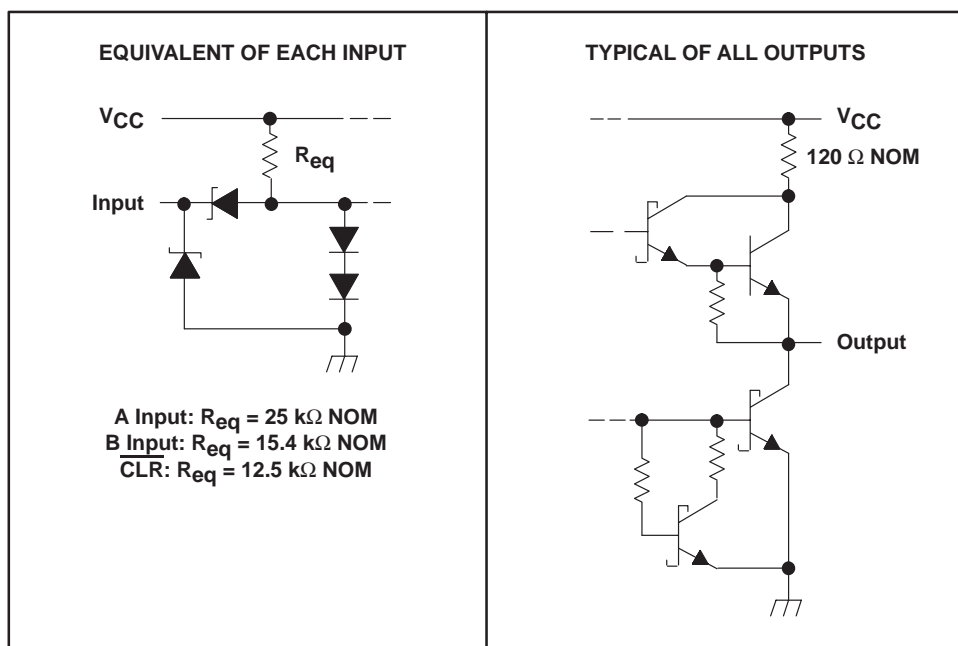 EQUIVALENT OF EACH INPUT
VCC
Req
Input
A Input: Req = 25 kΩ NOM
B Input: Req = 15.4 kΩ NOM
CLR: Req = 12.5 kΩ NOM
TYPICAL OF ALL OUTPUTS
VCC
120 Ω NOM
Output